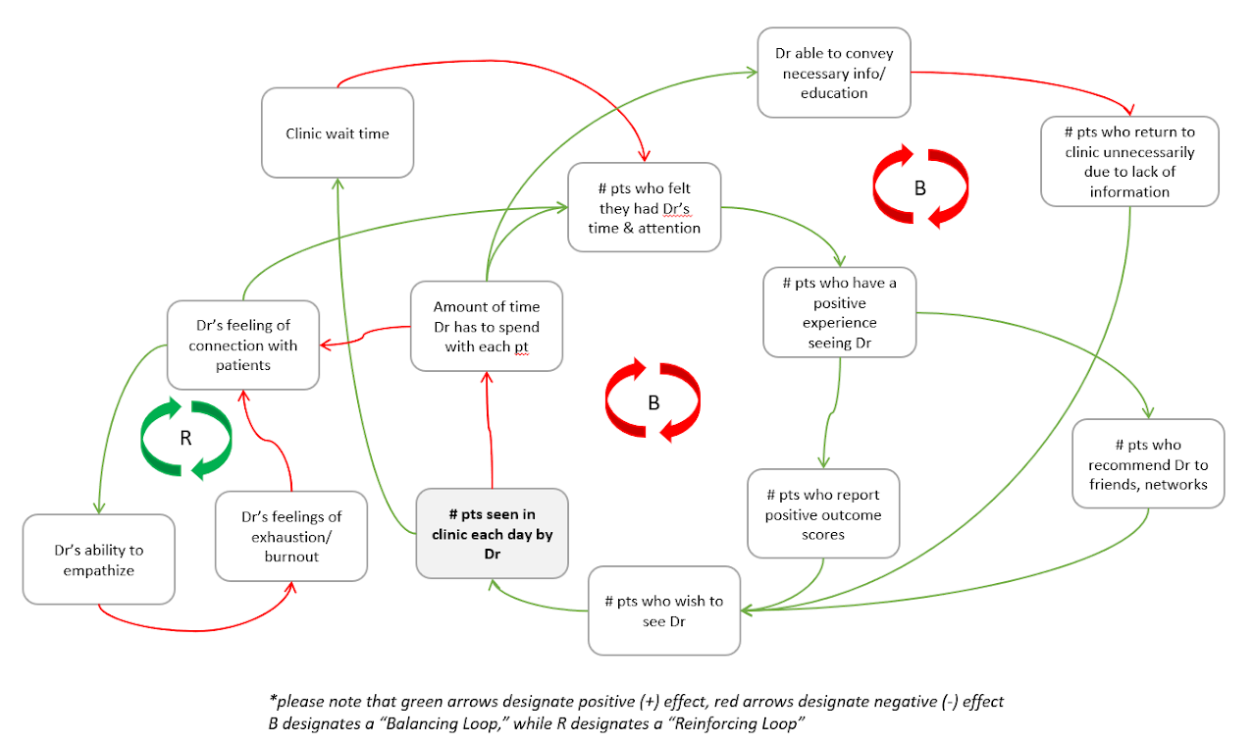 Dr able to convey
necessary info/
education
Clinic wait time
# pts who return to
clinic unnecessarily
due to lack of
information
B
# pts who felt
they had Dr's
time & attention
# pts who have a
positive
experience
seeing Dr
Amount of time
Dr has to spend
with each pt
Dr's feeling of
connection with
patients
B
R
# pts who
recommend Dr to
friends, networks
# pts who report
positive outcome
scores
# pts seen in
clinic each day by
Dr
Dr's feelings of
exhaustion/
burnout
Dr's ability to
empathize
# pts who wish to
see Dr
*please note that green arrows designate positive (+) effect, red arrows designate negative (-) effect
B designates a "Balancing Loop," while R designates a "Reinforcing Loop"